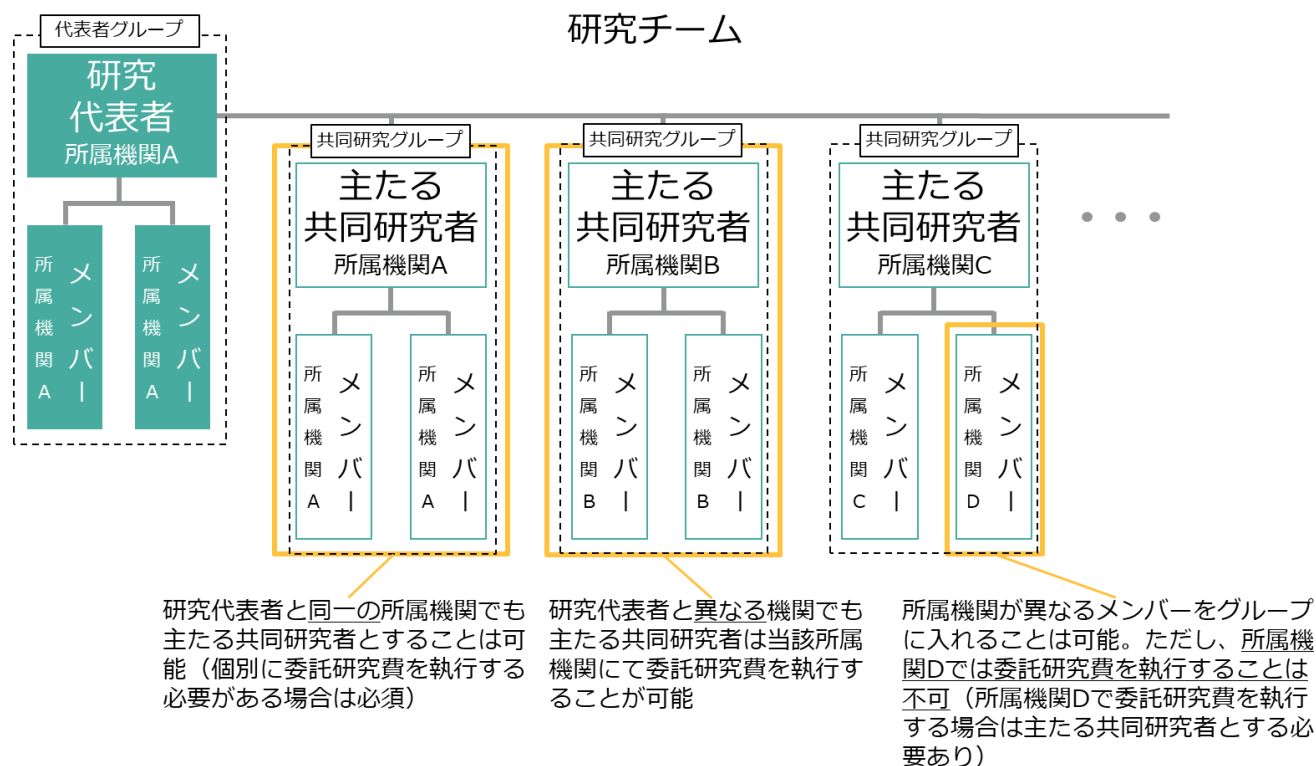 研究チーム
代表者グループ
研究
代表者
所属機関A
メンバー
所属機関A
メンバー
所属機関A
共同研究グループ
主たる
共同研究者
所属機関A
メンバー
所属機関A
メンバー
所属機関A
共同研究グループ
主たる
共同研究者
所属機関B
メンバー
所属機関B
メンバー
所属機関B
共同研究グループ
主たる
共同研究者
所属機関C
メンバー
所属機関C
メンバー
所属機関D
・・・
研究代表者と同一の所属機関でも
主たる共同研究者とすることは可
能（個別に委託研究費を執行する
必要がある場合は必須）
研究代表者と異なる機関でも
主たる共同研究者は当該所属
機関にて委託研究費を執行す
ることが可能
所属機関が異なるメンバーをグループ
に入れることは可能。ただし、所属機
関Dでは委託研究費を執行することは
不可（所属機関Dで委託研究費を執行
する場合は主たる共同研究者とする必
要あり）